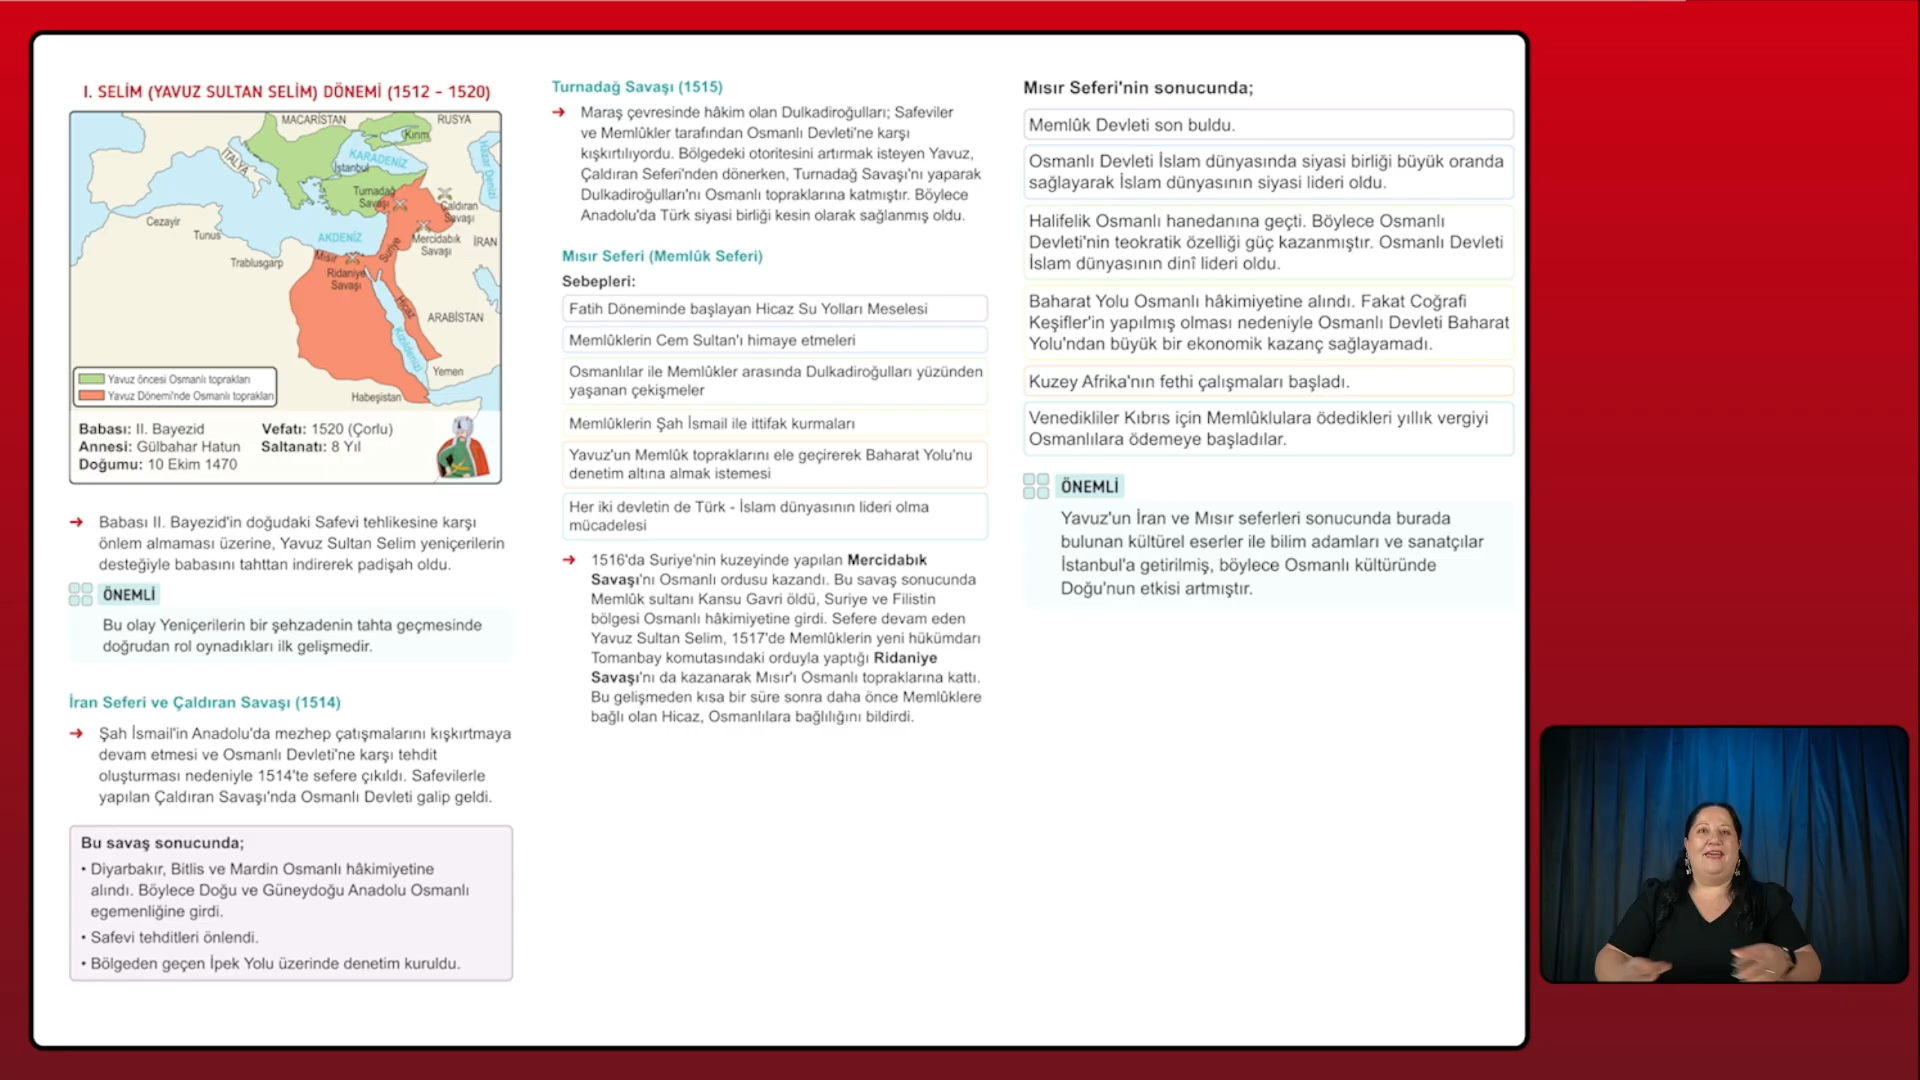 I. SELİM (YAVUZ SULTAN SELİM) DÖNEMİ (1512 - 1520)
MACARİSTAN
RUSYA
Kırım
İTALYA
KARADENİZ
Hazar Denizi
İstanbul
Turnadağ
Savaşı
Çaldıran
Savaşı
Cezayir
Tunus
AKDENİZ
Suriye
Mercidabık
Savaşı
İRAN
Trablusgarp
Mısır
Ridaniye
Savaşı
Hicaz
ARABİSTAN
Kızıldeniz
Yemen
Habeşistan
Yavuz öncesi Osmanlı toprakları
Yavuz Dönemi'nde Osmanlı toprakları
Babası: II. Bayezid
Annesi: Gülbahar Hatun
Doğumu: 10 Ekim 1470
Vefatı: 1520 (Çorlu)
Saltanatı: 8 Yıl
Babası II. Bayezid'in doğudaki Safevi tehlikesine karşı
önlem almaması üzerine, Yavuz Sultan Selim yeniçerilerin
desteğiyle babasını tahttan indirerek padişah oldu.
ÖNEMLİ
Bu olay Yeniçerilerin bir şehzadenin tahta geçmesinde
doğrudan rol oynadıkları ilk gelişmedir.
İran Seferi ve Çaldıran Savaşı (1514)
Şah İsmail'in Anadolu'da mezhep çatışmalarını kışkırtmaya
devam etmesi ve Osmanlı Devleti'ne karşı tehdit
oluşturması nedeniyle 1514'te sefere çıkıldı. Safevilerle
yapılan Çaldıran Savaşı'nda Osmanlı Devleti galip geldi.
Bu savaş sonucunda;
• Diyarbakır, Bitlis ve Mardin Osmanlı hâkimiyetine
alındı. Böylece Doğu ve Güneydoğu Anadolu Osmanlı
egemenliğine girdi.
• Safevi tehditleri önlendi.
• Bölgeden geçen İpek Yolu üzerinde denetim kuruldu.
Turnadağ Savaşı (1515)
Maraş çevresinde hâkim olan Dulkadiroğulları; Safeviler
ve Memlûkler tarafından Osmanlı Devleti'ne karşı
kışkırtılıyordu. Bölgedeki otoritesini artırmak isteyen Yavuz,
Çaldıran Seferi'nden dönerken, Turnadağ Savaşı'nı yaparak
Dulkadiroğulları'nı Osmanlı topraklarına katmıştır. Böylece
Anadolu'da Türk siyasi birliği kesin olarak sağlanmış oldu.
Mısır Seferi (Memlûk Seferi)
Sebepleri:
Fatih Döneminde başlayan Hicaz Su Yolları Meselesi
Memlûklerin Cem Sultan'ı himaye etmeleri
Osmanlılar ile Memlûkler arasında Dulkadiroğulları yüzünden
yaşanan çekişmeler
Memlûklerin Şah İsmail ile ittifak kurmaları
Yavuz'un Memlûk topraklarını ele geçirerek Baharat Yolu'nu
denetim altına almak istemesi
Her iki devletin de Türk - İslam dünyasının lideri olma
mücadelesi
1516'da Suriye'nin kuzeyinde yapılan Mercidabık
Savaşı'nı Osmanlı ordusu kazandı. Bu savaş sonucunda
Memlûk sultanı Kansu Gavri öldü, Suriye ve Filistin
bölgesi Osmanlı hâkimiyetine girdi. Sefere devam eden
Yavuz Sultan Selim, 1517'de Memlûklerin yeni hükümdarı
Tomanbay komutasındaki orduyla yaptığı Ridaniye
Savaşı'nı da kazanarak Mısır'ı Osmanlı topraklarına kattı.
Bu gelişmeden kısa bir süre sonra daha önce Memlûklere
bağlı olan Hicaz, Osmanlılara bağlılığını bildirdi.
Mısır Seferi'nin sonucunda;
Memlûk Devleti son buldu.
Osmanlı Devleti İslam dünyasında siyasi birliği büyük oranda
sağlayarak İslam dünyasının siyasi lideri oldu.
Halifelik Osmanlı hanedanına geçti. Böylece Osmanlı
Devleti'nin teokratik özelliği güç kazanmıştır. Osmanlı Devleti
İslam dünyasının dinî lideri oldu.
Baharat Yolu Osmanlı hâkimiyetine alındı. Fakat Coğrafi
Keşifler'in yapılmış olması nedeniyle Osmanlı Devleti Baharat
Yolu'ndan büyük bir ekonomik kazanç sağlayamadı.
Kuzey Afrika'nın fethi çalışmaları başladı.
Venedikliler Kıbrıs için Memlûklulara ödedikleri yıllık vergiyi
Osmanlılara ödemeye başladılar.
ÖNEMLİ
Yavuz'un İran ve Mısır seferleri sonucunda burada
bulunan kültürel eserler ile bilim adamları ve sanatçılar
İstanbul'a getirilmiş, böylece Osmanlı kültüründe
Doğu'nun etkisi artmıştır.